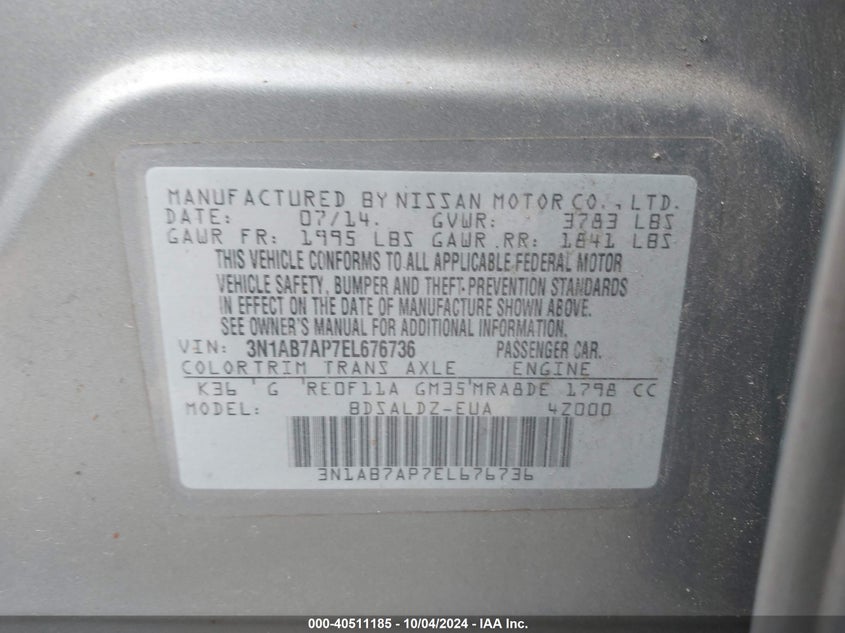 MANUFACTURED BY NISSAN MOTOR CO., LTD.
DATE: 07/14. GVWR: 3783 LBS
GAWR FR: 1995 LBS GAWR RR: 1841 LBS
THIS VEHICLE CONFORMS TO ALL APPLICABLE FEDERAL MOTOR
VEHICLE SAFETY, BUMPER AND THEFT-PREVENTION STANDARDS
IN EFFECT ON THE DATE OF MANUFACTURE SHOWN ABOVE.
SEE OWNER'S MANUAL FOR ADDITIONAL INFORMATION.
VIN: 3N1AB7AP7EL676736 PASSENGER CAR.
COLORTRIM TRANS AXLE ENGINE
K36 G RE0F11A GM35 MRA8DE 1798 CC
MODEL: BDSALDZ-EUA 4Z000
3N1AB7AP7EL676736
000-40511185 - 10/04/2024 - IAA Inc.